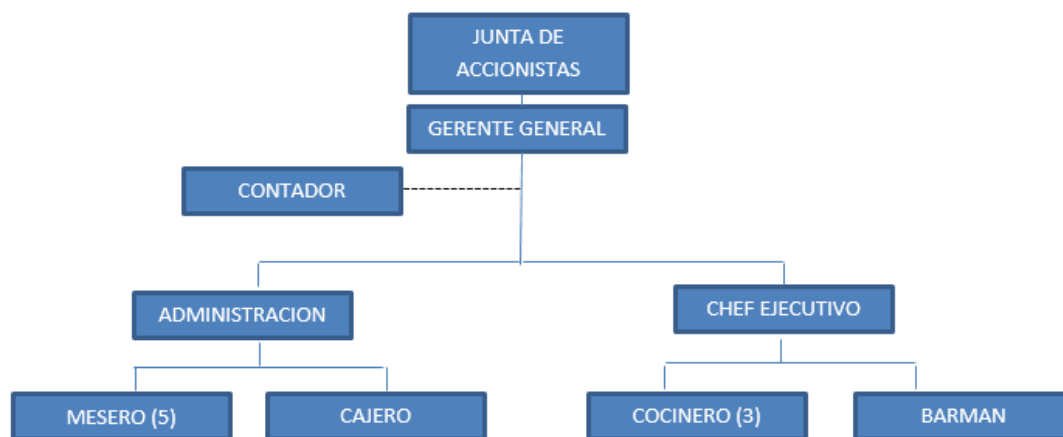 JUNTA DE
ACCIONISTAS
GERENTE GENERAL
CONTADOR
ADMINISTRACION
CHEF EJECUTIVO
MESERO (5)
CAJERO
COCINERO (3)
BARMAN